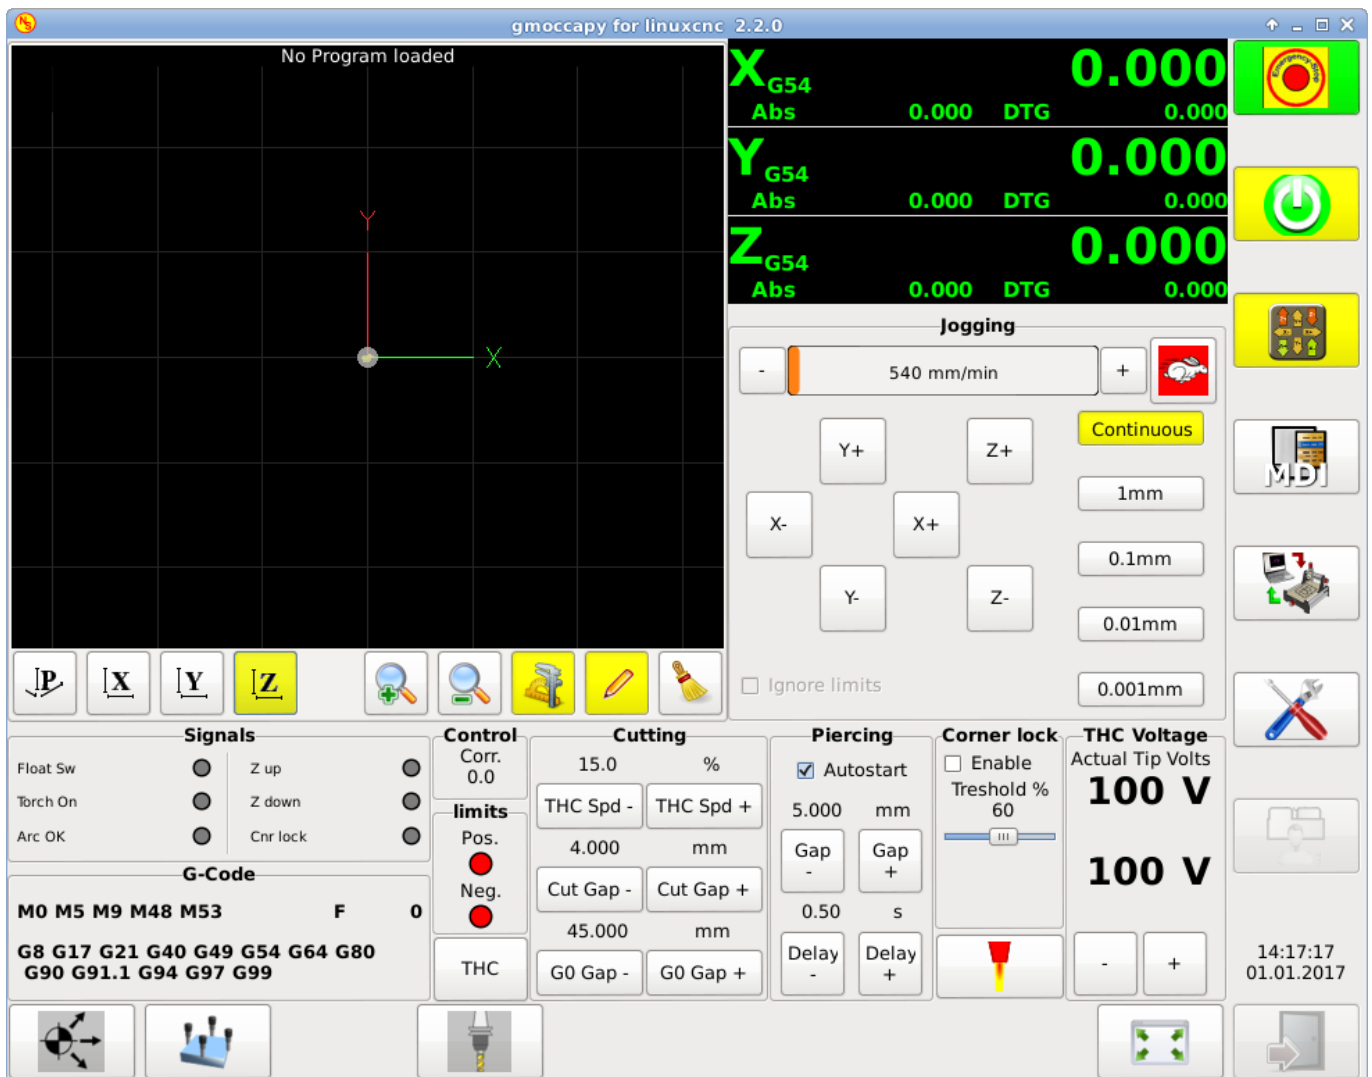 gmoccapy for linuxcnc 2.2.0
No Program loaded
Y
X
X G54 0.000
Abs 0.000 DTG 0.000
Y G54 0.000
Abs 0.000 DTG 0.000
Z G54 0.000
Abs 0.000 DTG 0.000
Emergency-Stop
Jogging
- 540 mm/min +
Continuous
Y+ Z+
1mm
X- X+
0.1mm
Y- Z-
0.01mm
Ignore limits
0.001mm
MDI
P X Y Z
Signals
Float Sw Z up
Torch On Z down
Arc OK Cnr lock
G-Code
M0 M5 M9 M48 M53 F 0
G8 G17 G21 G40 G49 G54 G64 G80
G90 G91.1 G94 G97 G99
Control
Corr.
0.0
limits
Pos.
Neg.
THC
Cutting
15.0 %
THC Spd - THC Spd +
4.000 mm
Cut Gap - Cut Gap +
45.000 mm
G0 Gap - G0 Gap +
Piercing
Autostart
5.000 mm
Gap - Gap +
0.50 s
Delay - Delay +
Corner lock
Enable
Treshold %
60
THC Voltage
Actual Tip Volts
100 V
100 V
- +
14:17:17
01.01.2017